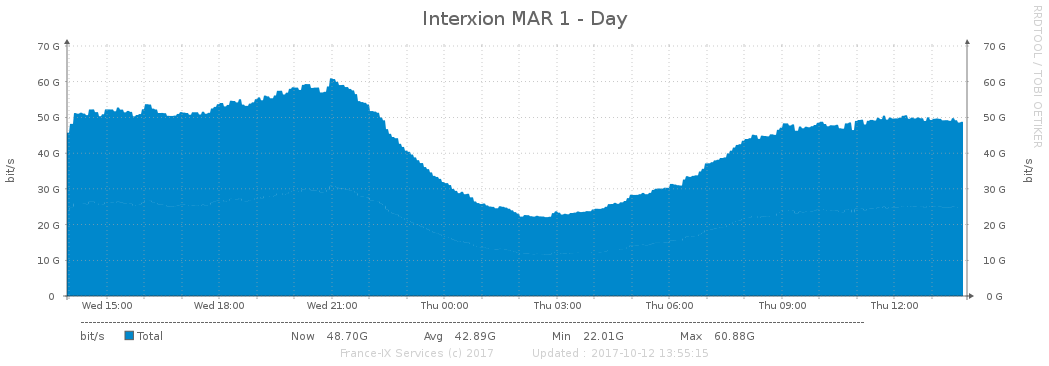 Interxion MAR 1 - Day
RRDTOOL / TOBI OETIKER
70 G 70 G
60 G 60 G
50 G 50 G
40 G 40 G
30 G 30 G
20 G 20 G
10 G 10 G
0 0 G
bit/s bit/s
Wed 15:00 Wed 18:00 Wed 21:00 Thu 00:00 Thu 03:00 Thu 06:00 Thu 09:00 Thu 12:00
bit/s Total Now 48.70G Avg 42.89G Min 22.01G Max 60.88G
France-IX Services (c) 2017 Updated : 2017-10-12 13:55:15